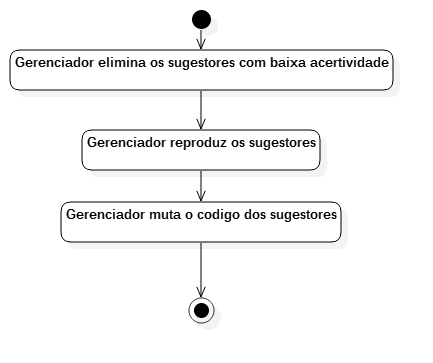 Gerenciador elimina os sugestores com baixa acertividade
Gerenciador reproduz os sugestores
Gerenciador muta o codigo dos sugestores